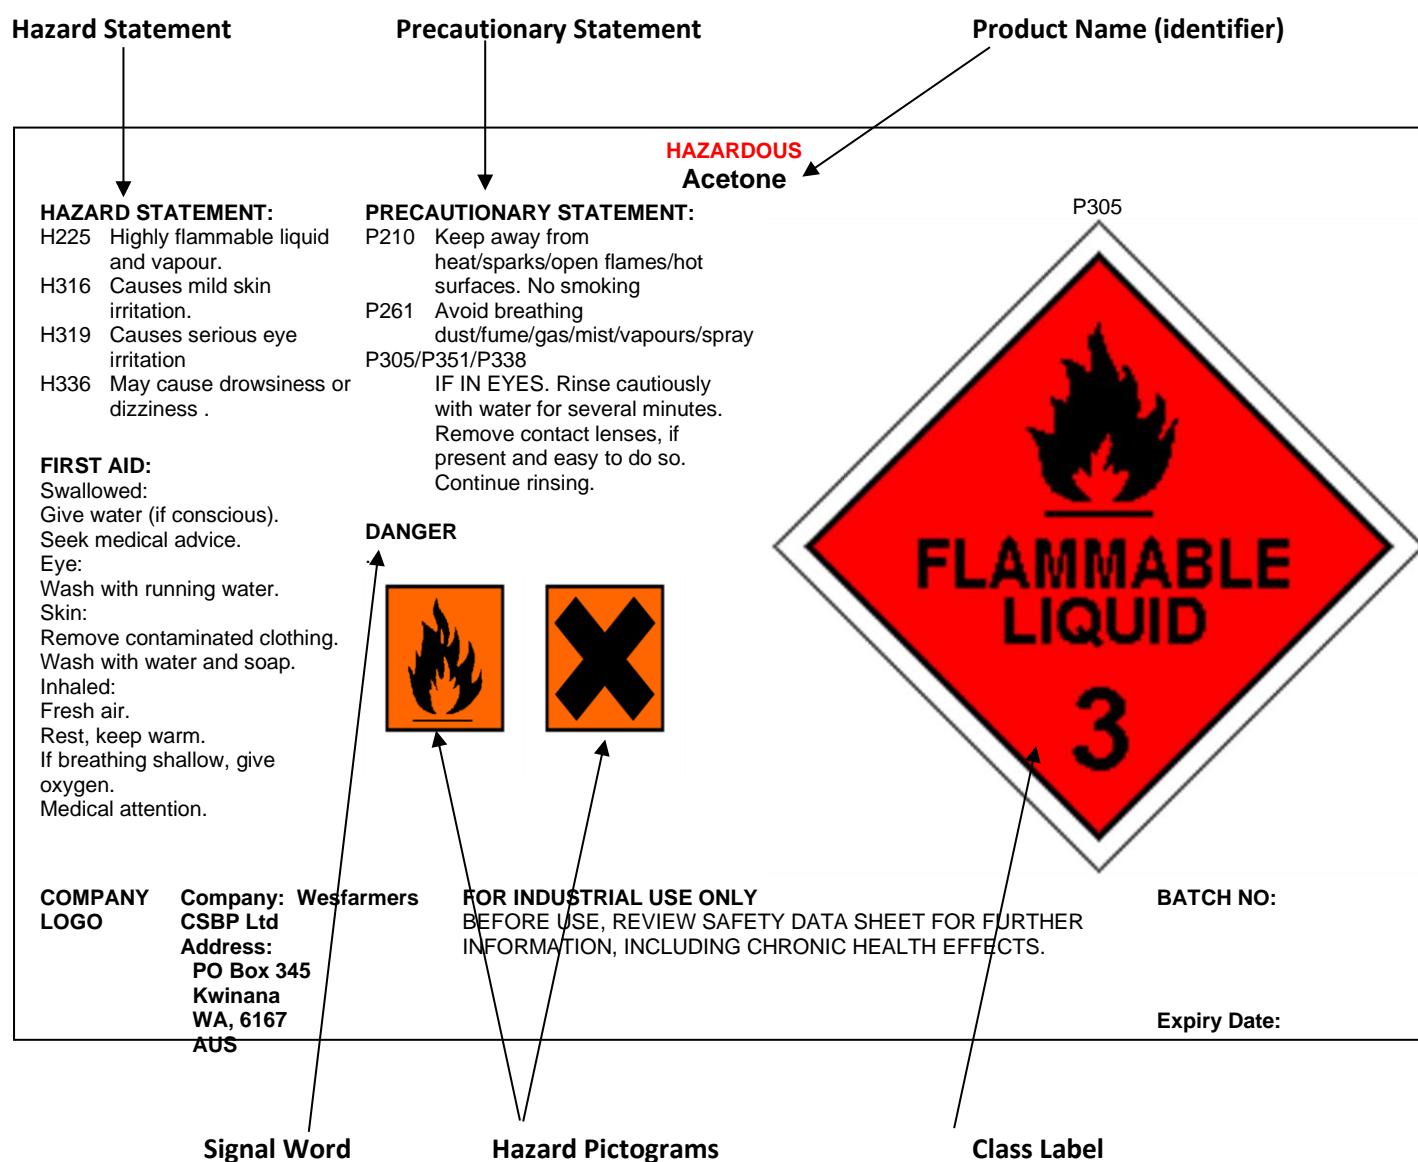 Hazard Statement
Precautionary Statement
Product Name (identifier)
HAZARDOUS
Acetone
HAZARD STATEMENT:
H225 Highly flammable liquid
and vapour.
H316 Causes mild skin
irritation.
H319 Causes serious eye
irritation
H336 May cause drowsiness or
dizziness .
FIRST AID:
Swallowed:
Give water (if conscious).
Seek medical advice.
Eye:
Wash with running water.
Skin:
Remove contaminated clothing.
Wash with water and soap.
Inhaled:
Fresh air.
Rest, keep warm.
If breathing shallow, give
oxygen.
Medical attention.
PRECAUTIONARY STATEMENT:
P210 Keep away from
heat/sparks/open flames/hot
surfaces. No smoking
P261 Avoid breathing
dust/fume/gas/mist/vapours/spray
P305/P351/P338
IF IN EYES. Rinse cautiously
with water for several minutes.
Remove contact lenses, if
present and easy to do so.
Continue rinsing.
DANGER
.
P305
FLAMMABLE
LIQUID
3
COMPANY
LOGO
Company: Wesfarmers
CSBP Ltd
Address:
PO Box 345
Kwinana
WA, 6167
AUS
FOR INDUSTRIAL USE ONLY
BEFORE USE, REVIEW SAFETY DATA SHEET FOR FURTHER
INFORMATION, INCLUDING CHRONIC HEALTH EFFECTS.
BATCH NO:
Expiry Date:
Signal Word
Hazard Pictograms
Class Label